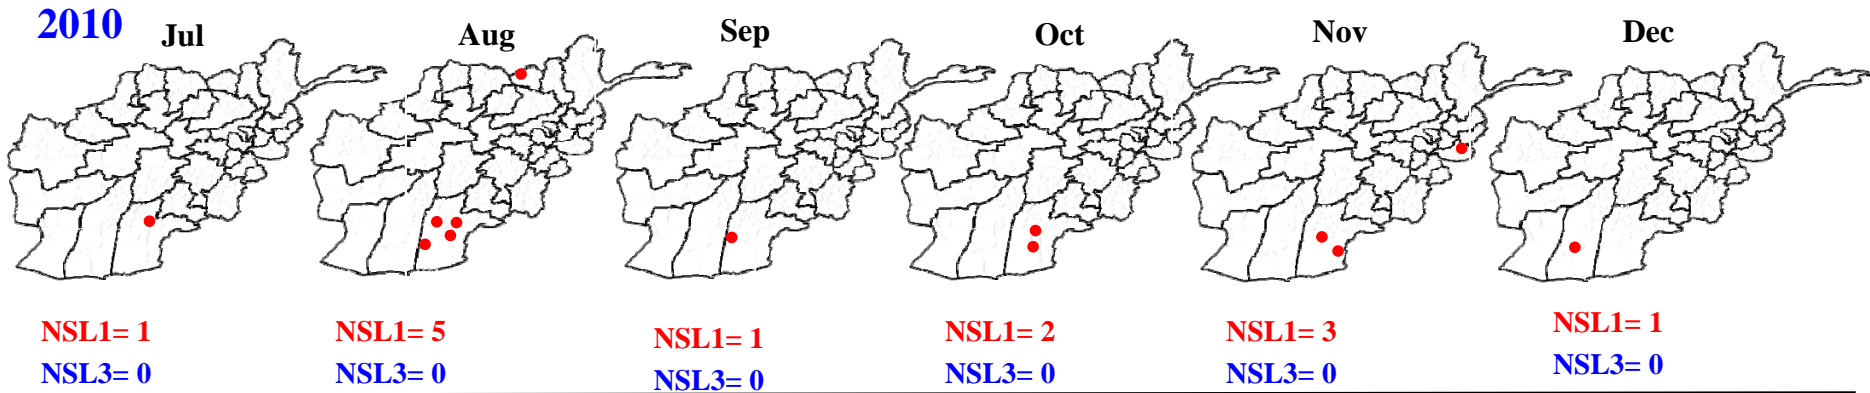 2010
Jul
Aug
Sep
Oct
Nov
Dec
NSL1= 1
NSL3= 0
NSL1= 5
NSL3= 0
NSL1= 1
NSL3= 0
NSL1= 2
NSL3= 0
NSL1= 3
NSL3= 0
NSL1= 1
NSL3= 0